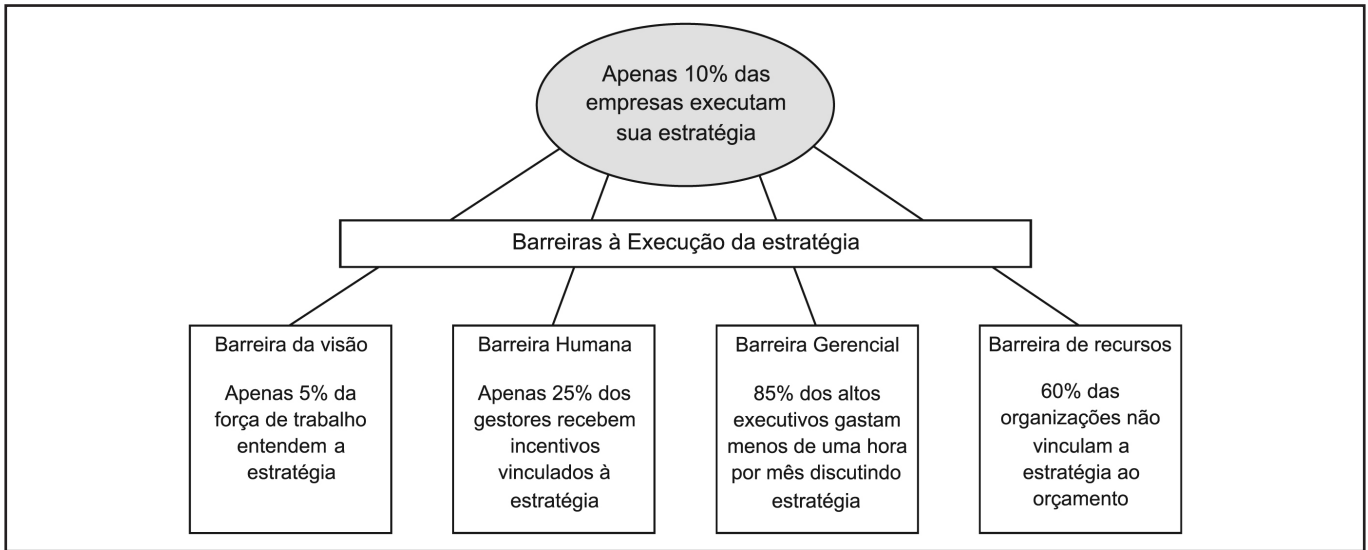 Apenas 10% das
empresas executam
sua estratégia
Barreiras à Execução da estratégia
Barreira da visão
Apenas 5% da
força de trabalho
entendem a
estratégia
Barreira Humana
Apenas 25% dos
gestores recebem
incentivos
vinculados à
estratégia
Barreira Gerencial
85% dos altos
executivos gastam
menos de uma hora
por mês discutindo
estratégia
Barreira de recursos
60% das
organizações não
vinculam a
estratégia ao
orçamento